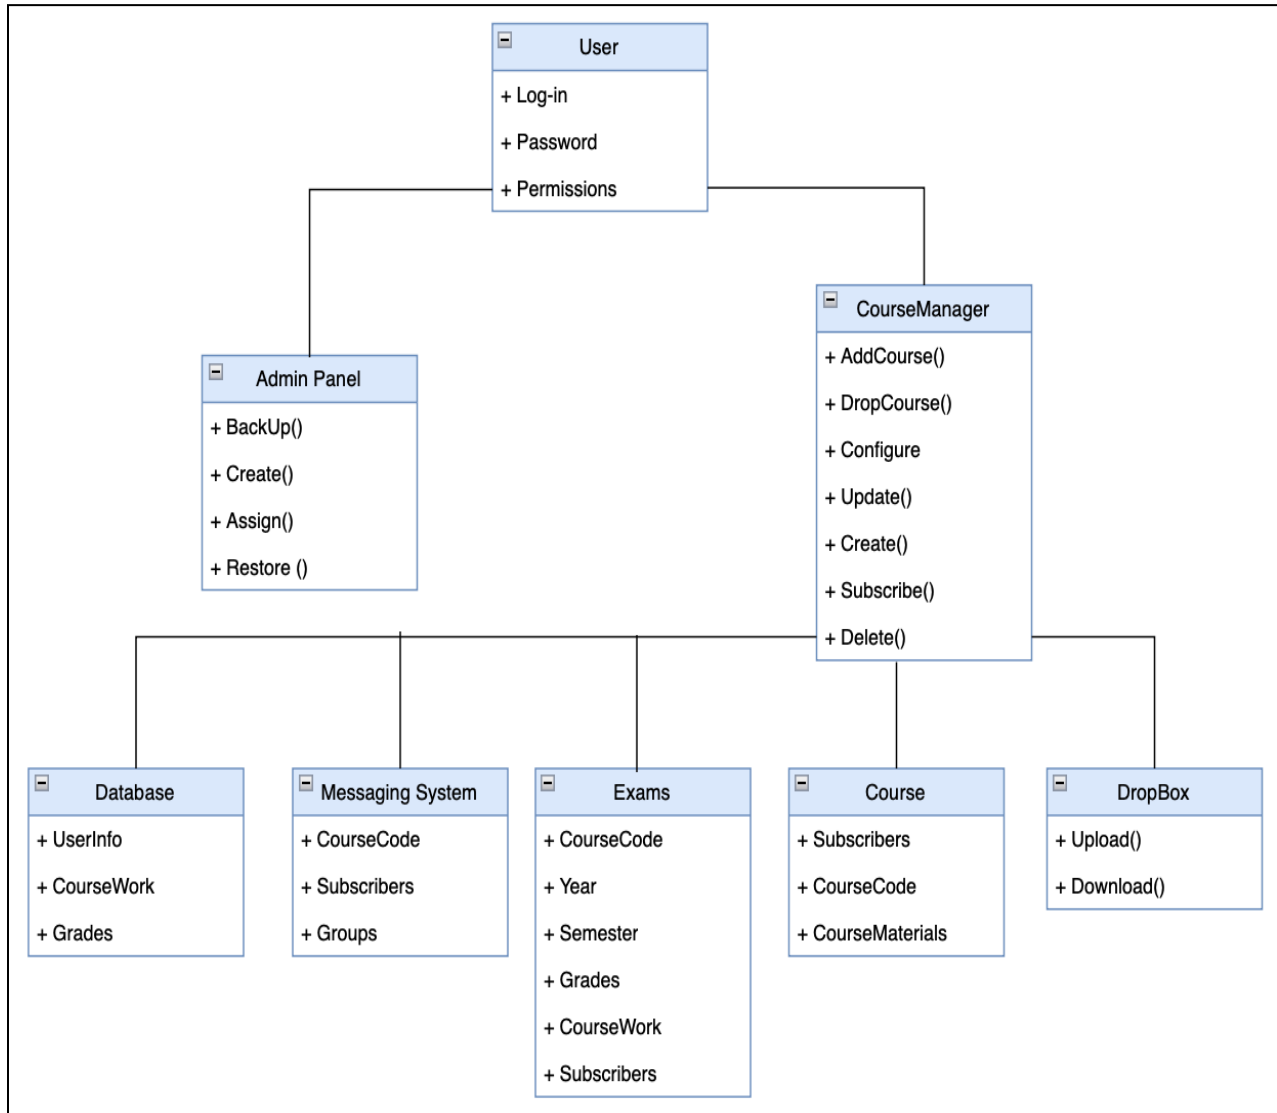 User
+ Log-in
+ Password
+ Permissions
Admin Panel
+ BackUp()
+ Create()
+ Assign()
+ Restore ()
CourseManager
+ AddCourse()
+ DropCourse()
+ Configure
+ Update()
+ Create()
+ Subscribe()
+ Delete()
Database
+ UserInfo
+ CourseWork
+ Grades
Messaging System
+ CourseCode
+ Subscribers
+ Groups
Exams
+ CourseCode
+ Year
+ Semester
+ Grades
+ CourseWork
+ Subscribers
Course
+ Subscribers
+ CourseCode
+ CourseMaterials
DropBox
+ Upload()
+ Download()